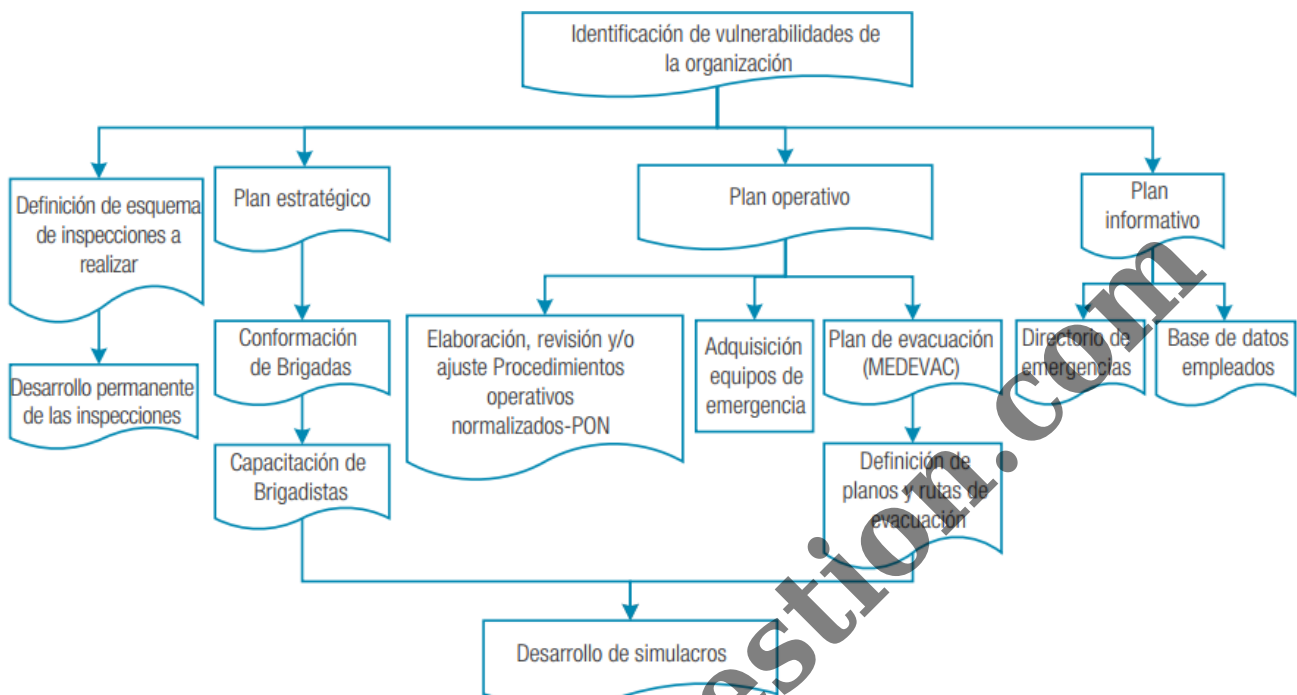 Identificación de vulnerabilidades de
la organización
Definición de esquema
de inspecciones a
realizar
Plan estratégico
Plan operativo
Plan
informativo
Desarrollo permanente
de las inspecciones
Conformación
de Brigadas
Elaboración, revisión y/o
ajuste Procedimientos
operativos
normalizados-PON
Adquisición
equipos de
emergencia
Plan de evacuación
(MEDEVAC)
Directorio de
emergencias
Base de datos
empleados
Capacitación de
Brigadistas
Definición de
planos y rutas de
evacuación
Desarrollo de simulacros
estion.com